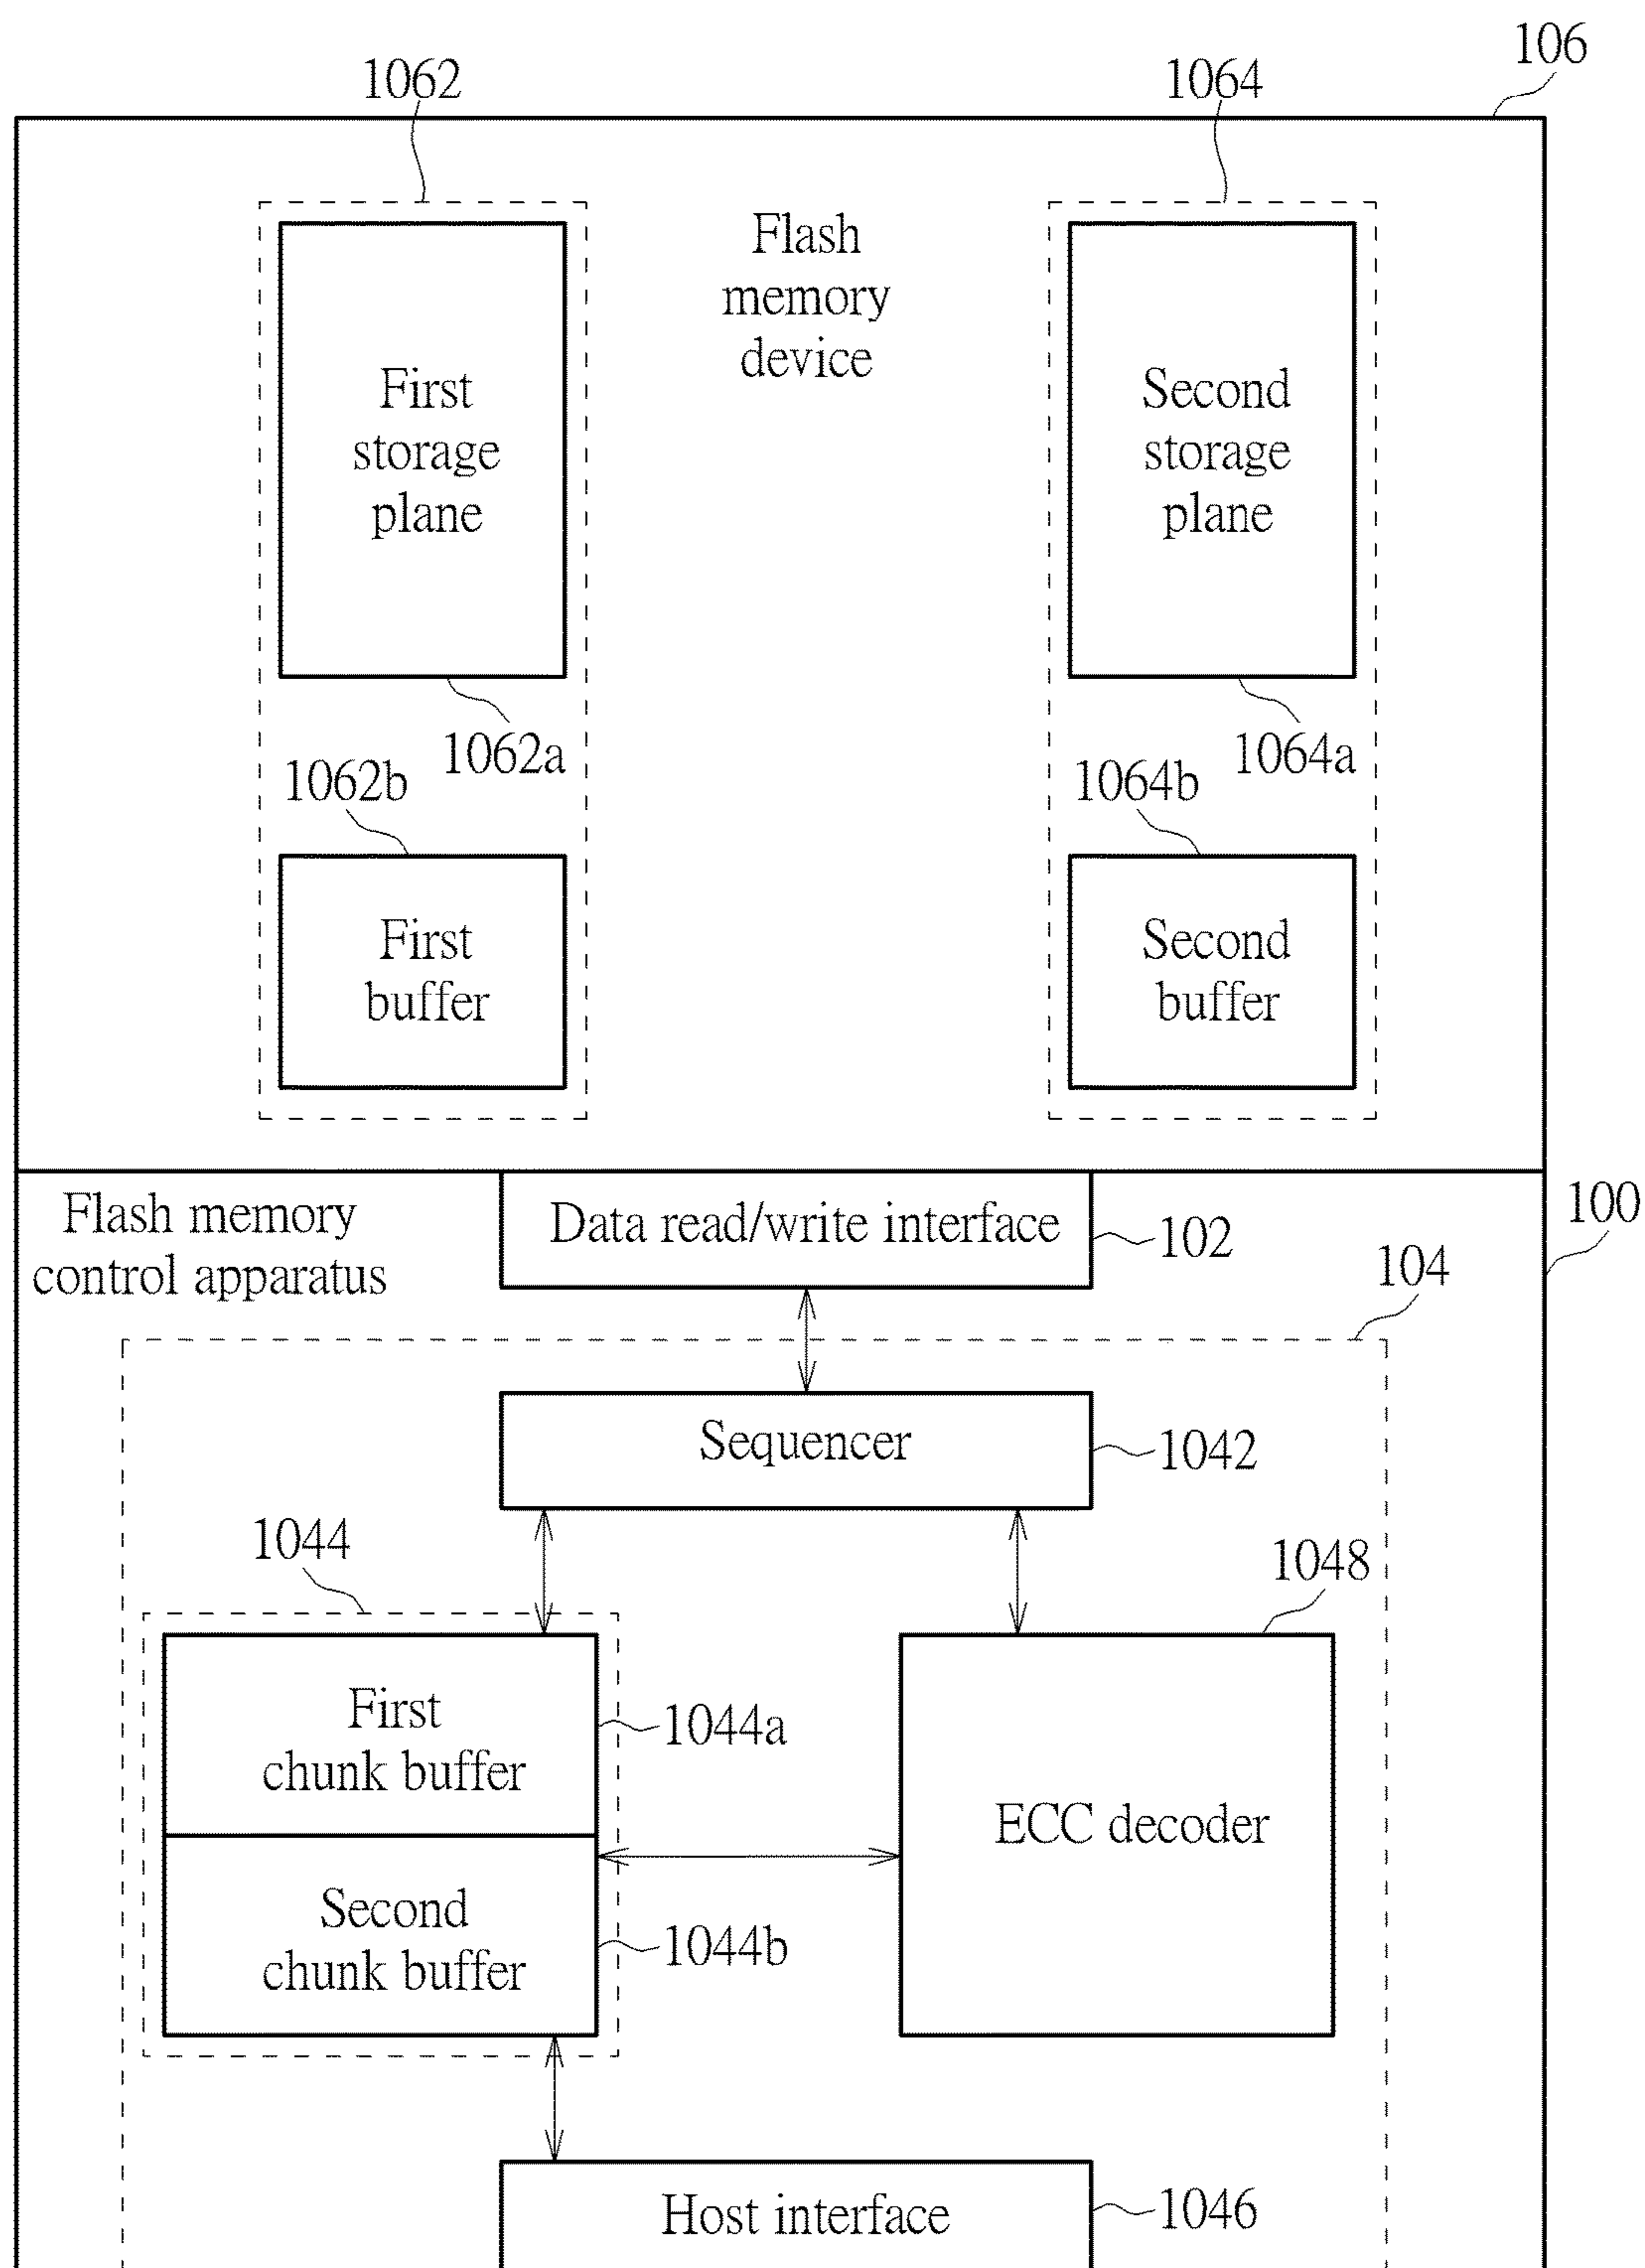 106
1062
1064
Flash
memory
device
First
storage
plane
Second
storage
plane
1062a
1064a
1062b
1064b
First
buffer
Second
buffer
Flash memory
control apparatus
Data read/write interface
102
100
104
Sequencer
1042
1044
1048
First
chunk buffer
1044a
ECC decoder
Second
chunk buffer
1044b
Host interface
1046